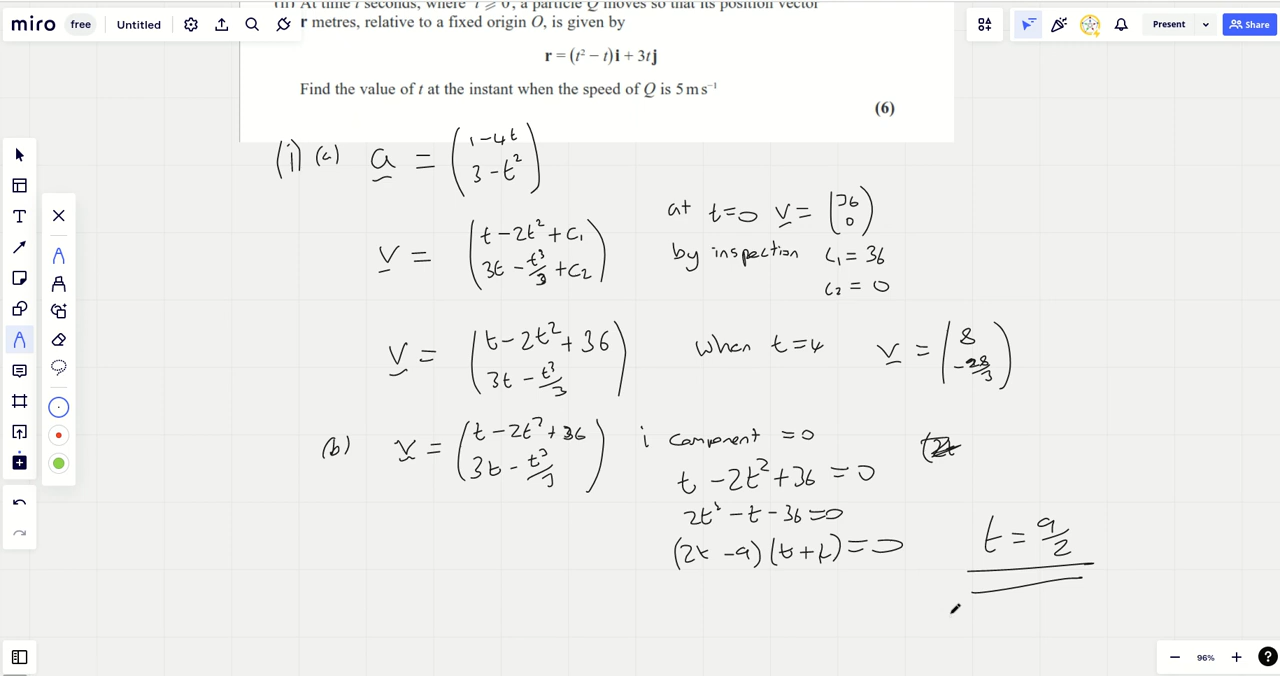 miro free Untitled Present Share
(ii) At time t seconds, where t ⩾ 0, a particle Q moves so that its position vector
r metres, relative to a fixed origin O, is given by
r = (t² – t)i + 3tj
Find the value of t at the instant when the speed of Q is 5 m s⁻¹
(6)
(i) (a) a = (1-4t, 3-t²)
v = (t-2t²+c₁, 3t-t³/3+c₂)
at t=0 v = (36, 0)
by inspection c₁ = 36
c₂ = 0
v = (t-2t²+36, 3t-t³/3) when t=4 v = (8, -28/3)
(b) v = (t-2t²+36, 3t-t³/3) i component =0
t-2t²+36=0
2t²-t-36=0
(2t-9)(t+4)=0
t = 9/2
96%